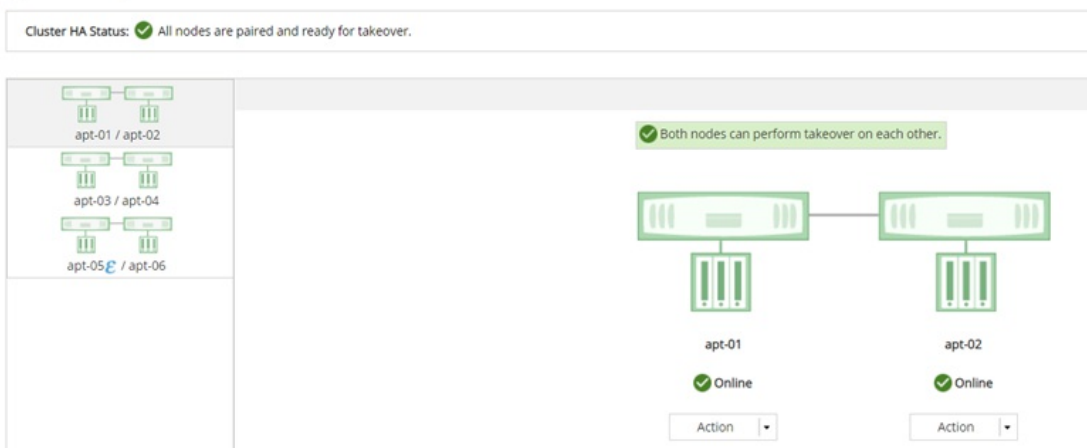 Cluster HA Status: All nodes are paired and ready for takeover.
apt-01 / apt-02
apt-03 / apt-04
apt-05ε / apt-06
Both nodes can perform takeover on each other.
apt-01
apt-02
Online
Online
Action
Action